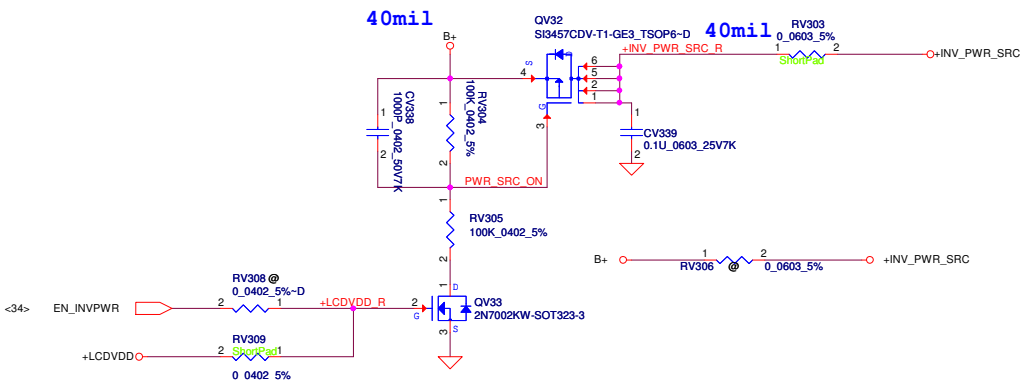 40mil
QV32
SI3457CDV-T1-GE3_TSOP6~D
40mil
RV303
0_0603_5%
B+
+INV_PWR_SRC_R
1
2
ShortPad
+INV_PWR_SRC
S
D
4
6
5
2
1
G
3
1
CV338
1000P_0402_50V7K
2
1
RV304
100K_0402_5%
2
1
CV339
0.1U_0603_25V7K
2
PWR_SRC_ON
1
RV305
100K_0402_5%
2
B+
1
2
RV306
@
0_0603_5%
+INV_PWR_SRC
RV308
@
0_0402_5%~D
<34>
EN_INVPWR
2
1
+LCDVDD_R
2
G
1
D
QV33
2N7002KW-SOT323-3
3
S
RV309
+LCDVDD
2
ShortPad
1
0_0402_5%